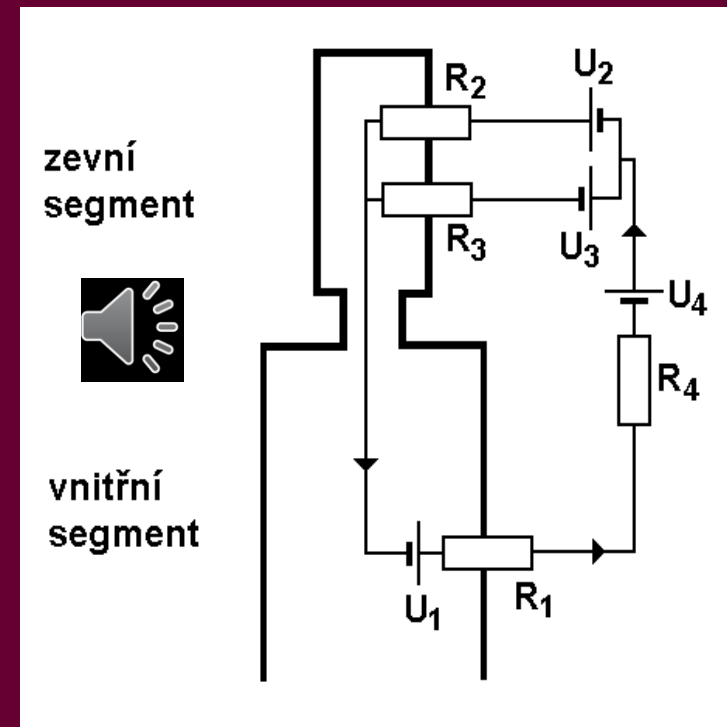 zevní
segment
R2
U2
R3
U3
U4
R4
vnitřní
segment
U1
R1